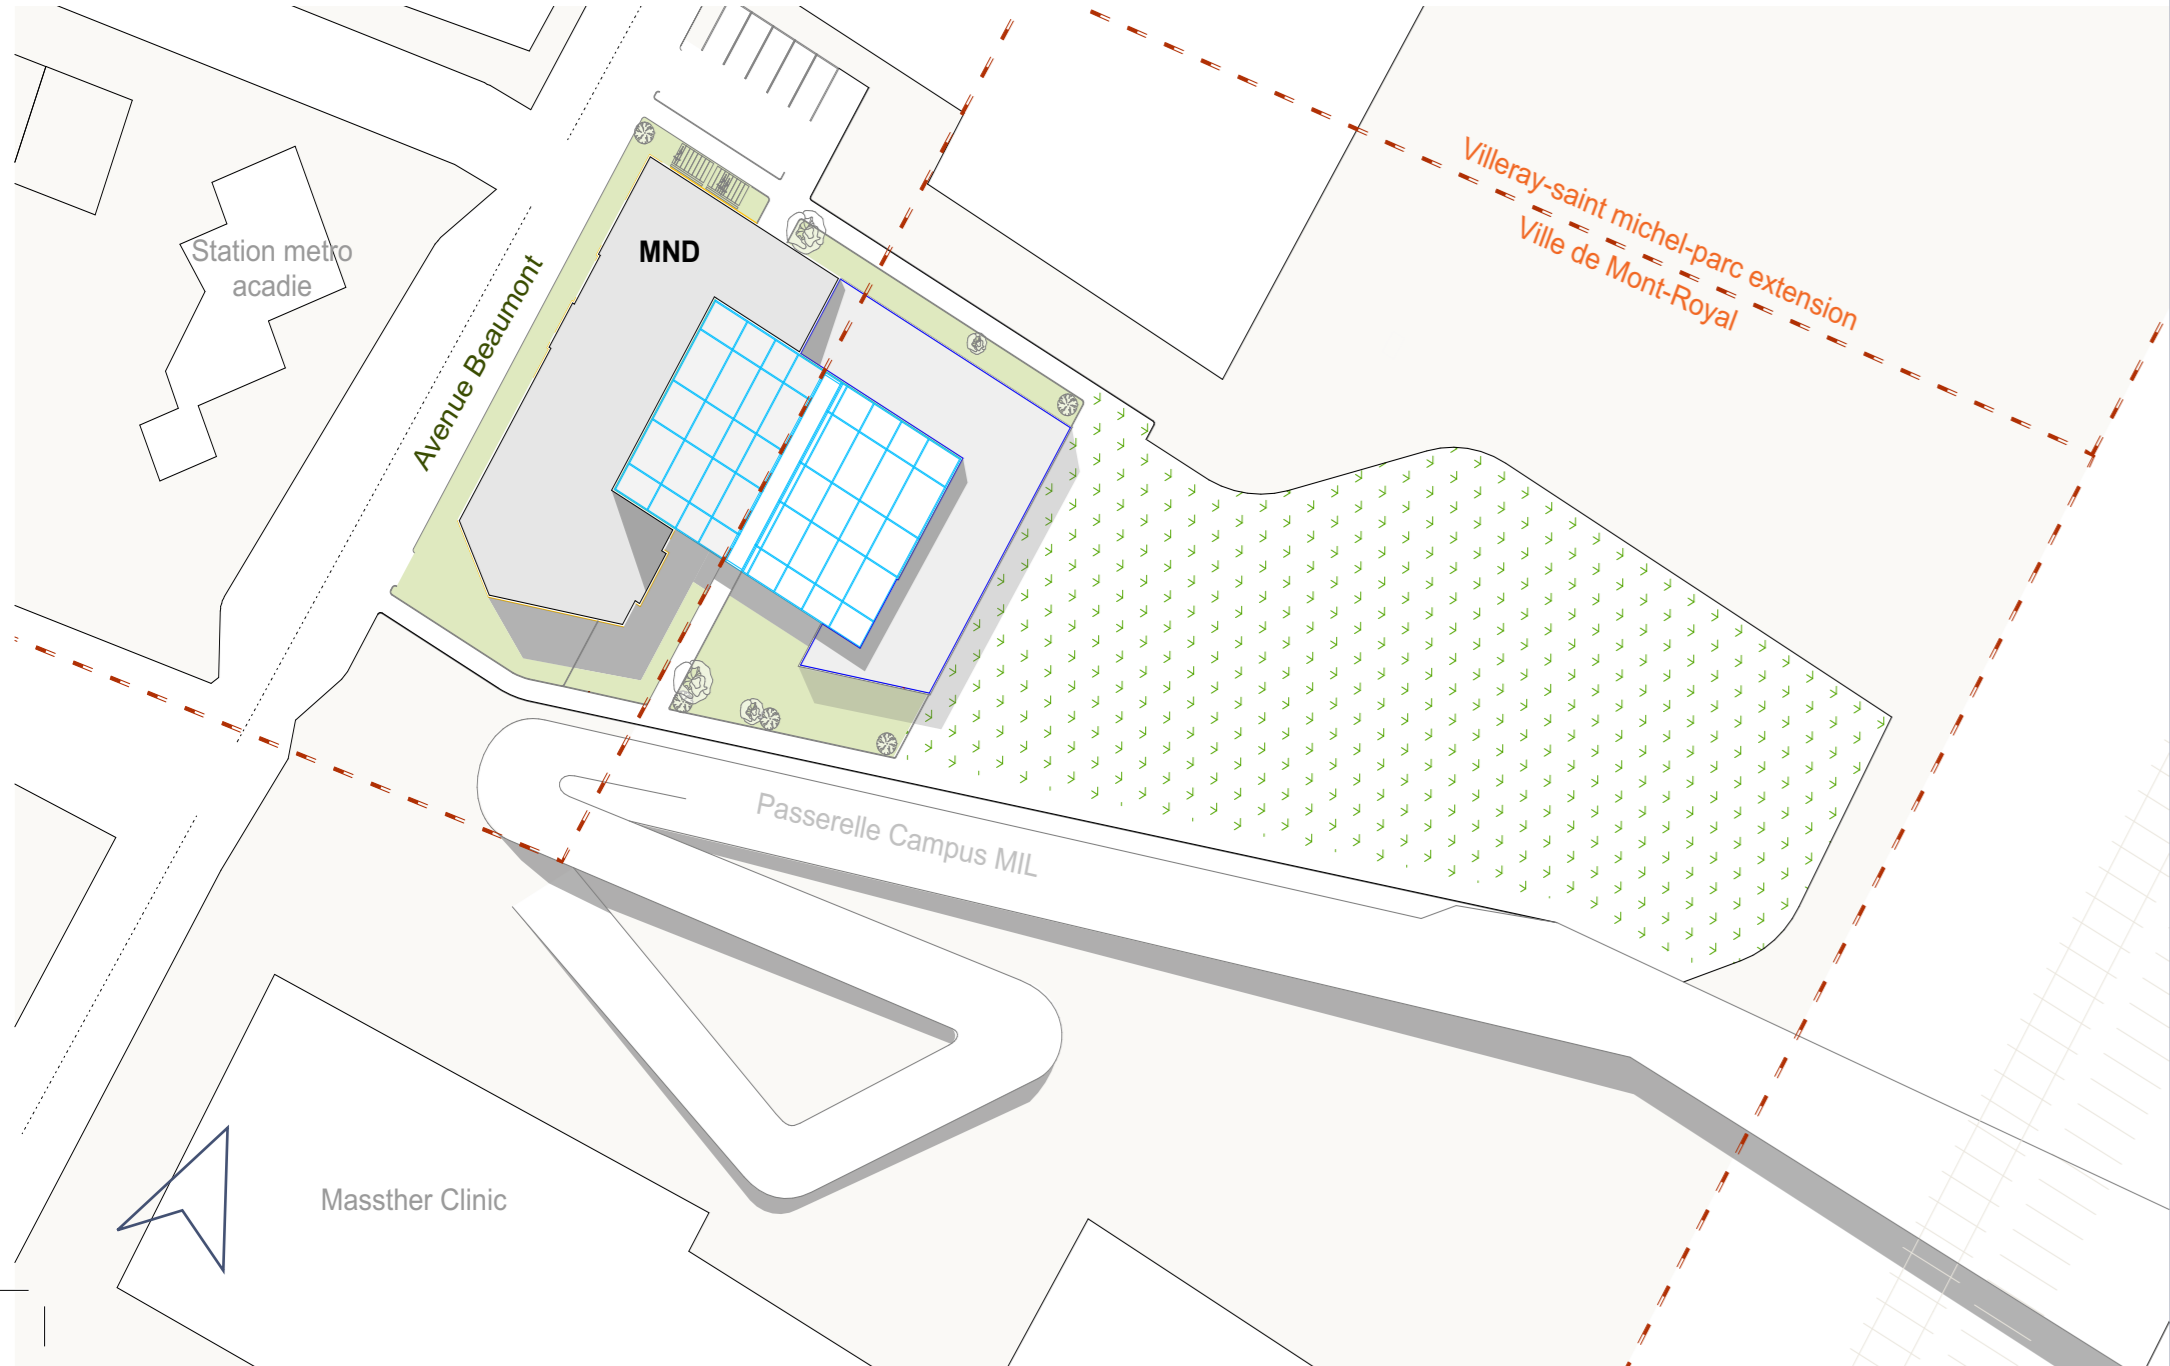 Villeray-saint michel-parc extension
Ville de Mont-Royal
MND
Station metro
acadie
Avenue Beaumont
Passerelle Campus MIL
Massther Clinic